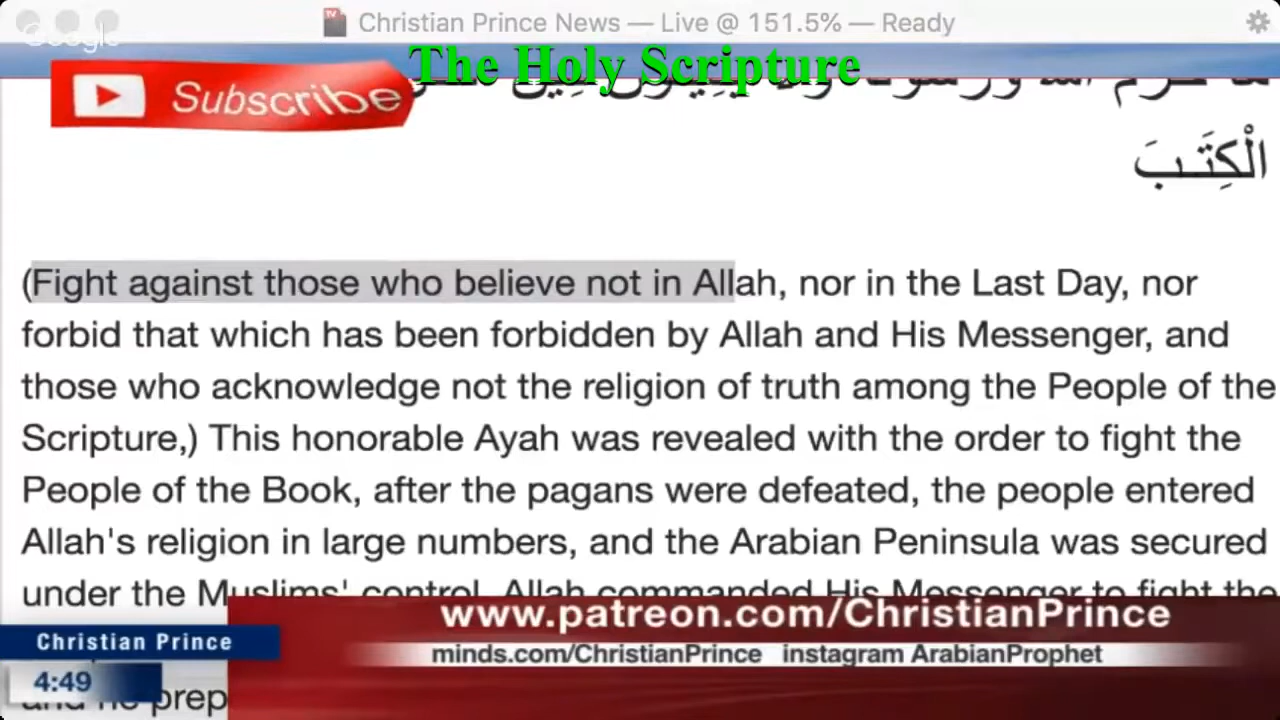 Christian Prince News — Live @ 151.5% — Ready
Google
The Holy Scripture
Subscribe
الْكِتَـبَ
(Fight against those who believe not in Allah, nor in the Last Day, nor
forbid that which has been forbidden by Allah and His Messenger, and
those who acknowledge not the religion of truth among the People of the
Scripture,) This honorable Ayah was revealed with the order to fight the
People of the Book, after the pagans were defeated, the people entered
Allah's religion in large numbers, and the Arabian Peninsula was secured
under the Muslims' control. Allah commanded His Messenger to fight the
www.patreon.com/ChristianPrince
Christian Prince
minds.com/ChristianPrince instagram ArabianProphet
4:49